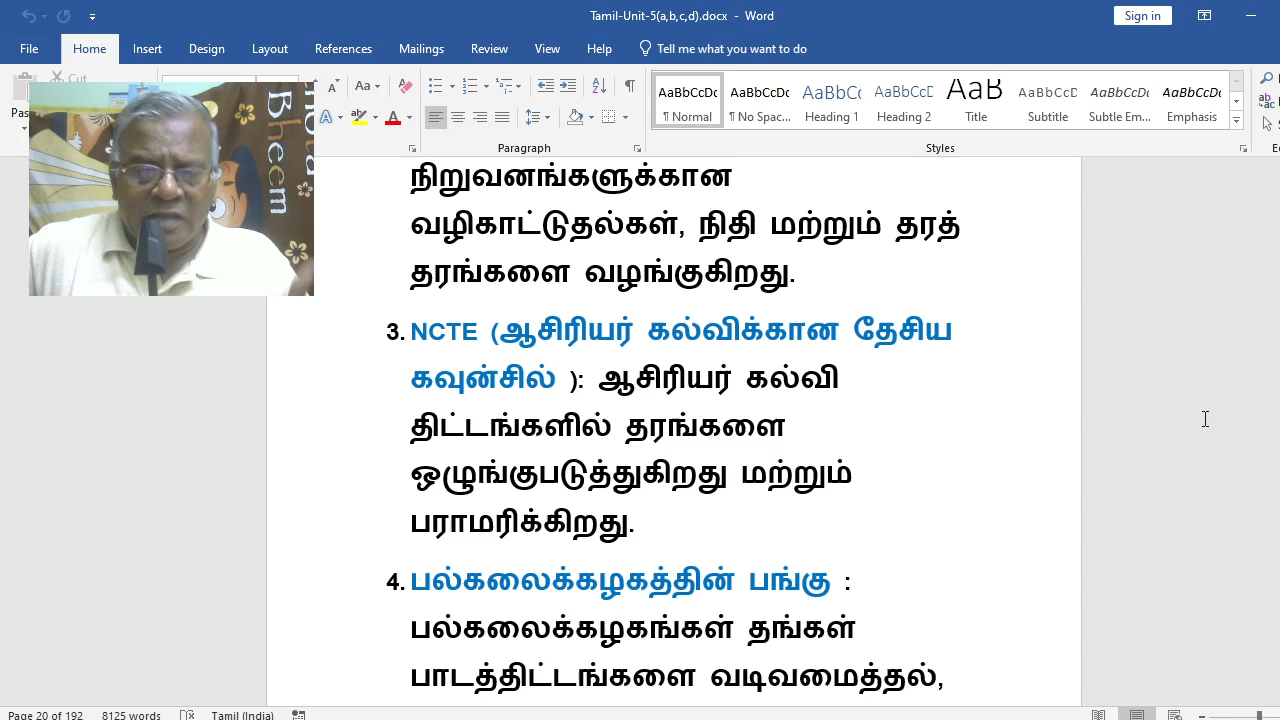 Tamil-Unit-5(a,b,c,d).docx - Word
Sign in
File Home Insert Design Layout References Mailings Review View Help Tell me what you want to do
Cut
Aa
AaBbCcDc AaBbCcDc AaBbCc AaBbCcD AaB AaBbCcD AaBbCcDc AaBbCcDc
¶ Normal ¶ No Spac... Heading 1 Heading 2 Title Subtitle Subtle Em... Emphasis
Paragraph Styles
Bheem
நிறுவனங்களுக்கான
வழிகாட்டுதல்கள், நிதி மற்றும் தரத்
தரங்களை வழங்குகிறது.
3. NCTE (ஆசிரியர் கல்விக்கான தேசிய
கவுன்சில் ): ஆசிரியர் கல்வி
திட்டங்களில் தரங்களை
ஒழுங்குபடுத்துகிறது மற்றும்
பராமரிக்கிறது.
4. பல்கலைக்கழகத்தின் பங்கு :
பல்கலைக்கழகங்கள் தங்கள்
பாடத்திட்டங்களை வடிவமைத்தல்,
Page 20 of 192 8125 words Tamil (India)